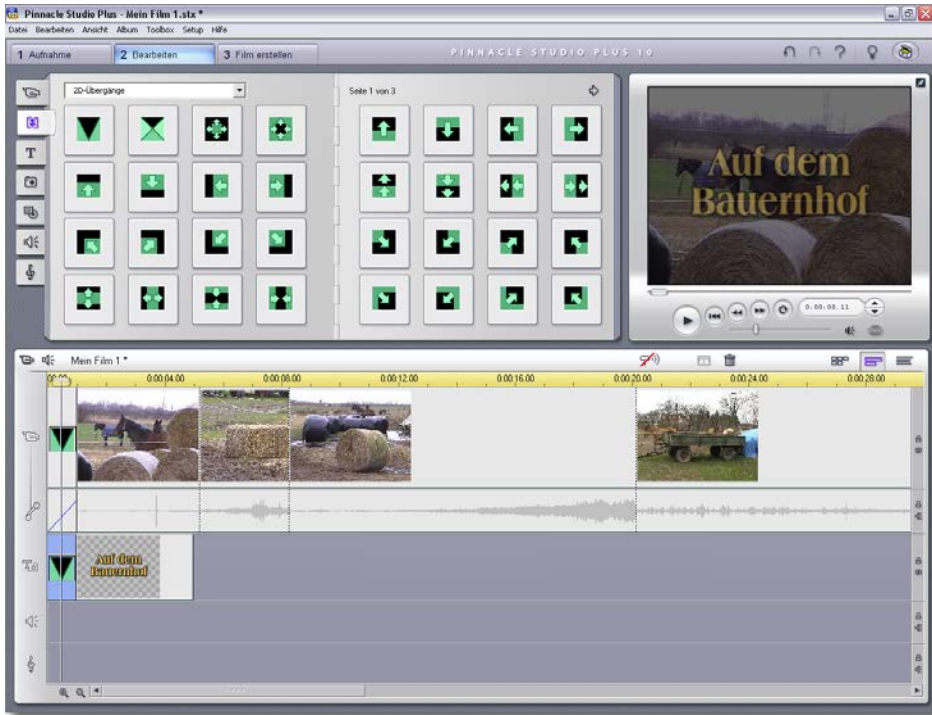 Pinnacle Studio Plus - Mein Film 1.stx *
Datei Bearbeiten Ansicht Album Toolbox Setup Hilfe
1 Aufnahme 2 Bearbeiten 3 Film erstellen PINNACLE STUDIO PLUS 10
2D-Übergänge Seite 1 von 3
T
Auf dem
Bauernhof
0:00:00.11
Mein Film 1 *
0:00:04.00 0:00:08.00 0:00:12.00 0:00:16.00 0:00:20.00 0:00:24.00 0:00:28.00
Auf dem
Bauernhof